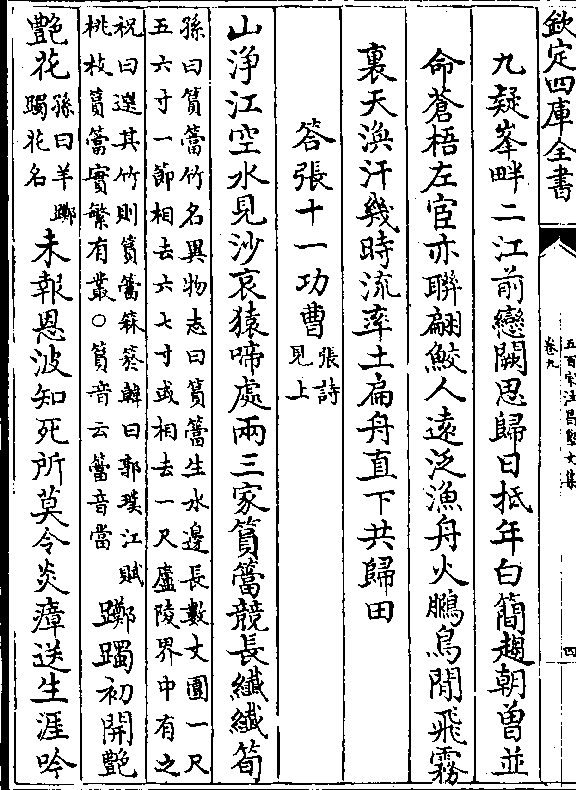 欽定四庫全書
五百家注昌黎文集
卷九
四
九疑峯畔二江前戀闕思歸日抵年白簡趨朝曾並
命蒼梧左宦亦聯翩鮫人遠泛漁舟火鵩鳥閒飛霧
裏天渙汗幾時流率土扁舟直下共歸田
答張十一功曹
張詩
見上
山淨江空水見沙哀猿啼處兩三家篔簹競長纖纖筍
孫曰篔簹竹名異物志曰篔簹生水邊長數丈圍一尺
五六寸一節相去六七寸或相去一尺廬陵界中有之
祝曰選其竹則篔簹箖箊韓曰郭璞江賦
桃枝篔簹實繁有叢○篔音云簹音當
躑躅初開艷
艷花
孫曰羊躑
躅花名
未報恩波知死所莫令炎瘴送生涯吟